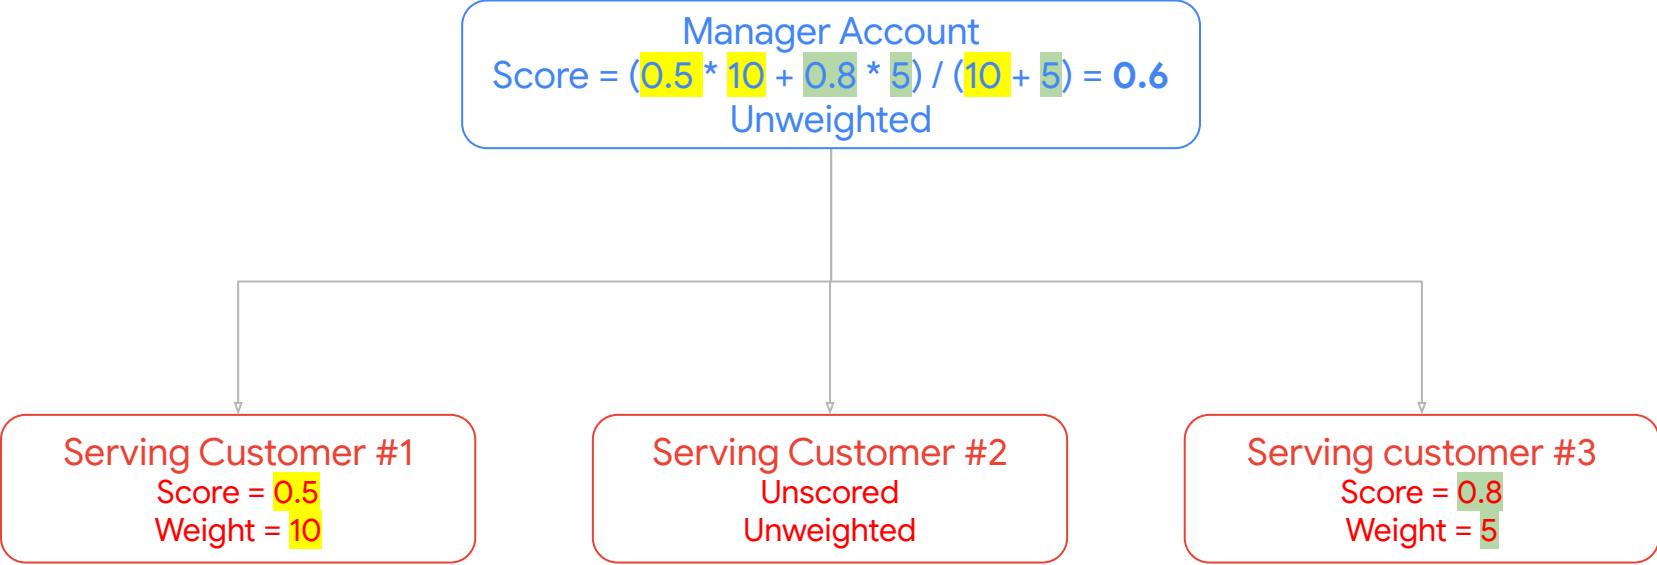 Manager Account
Score = (0.5 * 10 + 0.8 * 5) / (10 + 5) = 0.6
Unweighted
Serving Customer #1
Score = 0.5
Weight = 10
Serving Customer #2
Unscored
Unweighted
Serving customer #3
Score = 0.8
Weight = 5